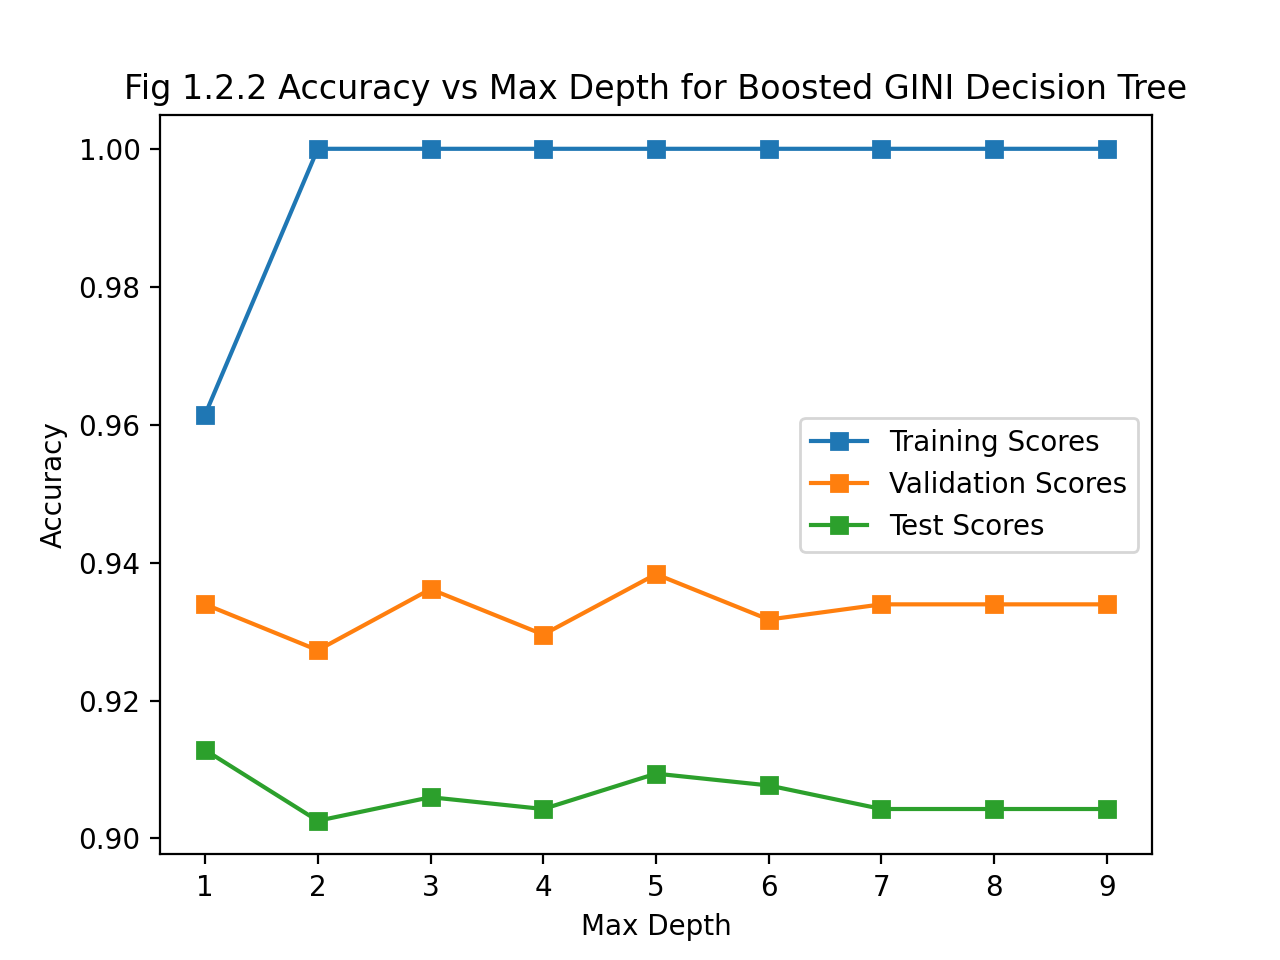 Fig 1.2.2 Accuracy vs Max Depth for Boosted GINI Decision Tree
1.00
0.98
0.96
0.94
0.92
0.90
Accuracy
Training Scores
Validation Scores
Test Scores
1 2 3 4 5 6 7 8 9
Max Depth